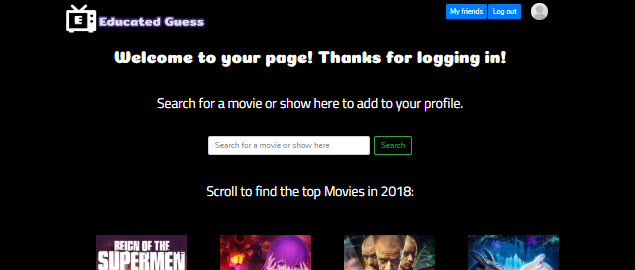 E Educated Guess
My friends
Log out
Welcome to your page! Thanks for logging in!
Search for a movie or show here to add to your profile.
Search for a movie or show here
Search
Scroll to find the top Movies in 2018:
REIGN OF THE
SUPERMEN